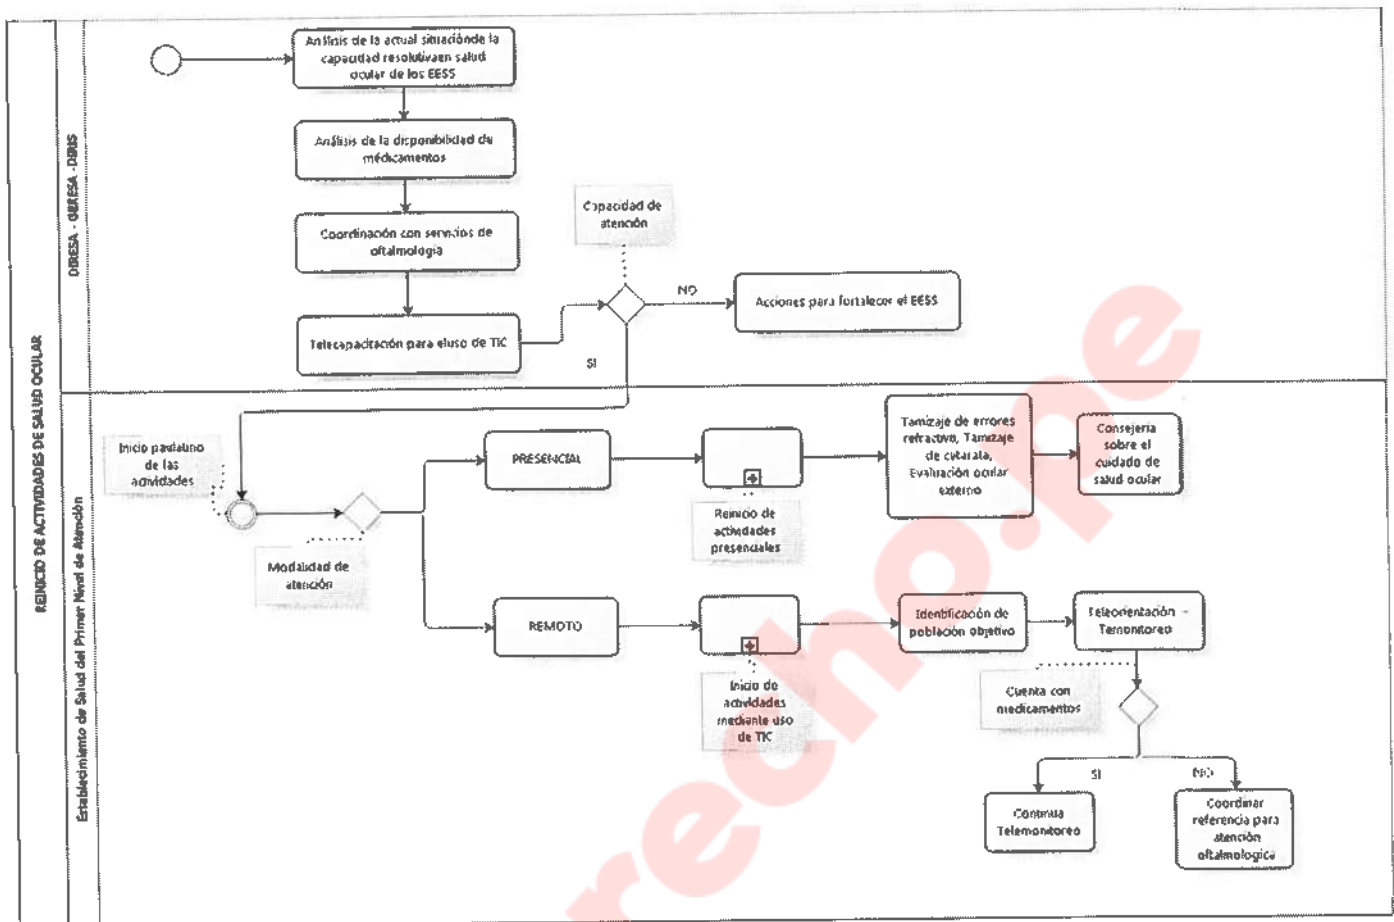 REINICIO DE ACTIVIDADES DE SALUD OCULAR
DIRESA - GERESA - DIRIS
Análisis de la actual situaciónde la
capacidad resolutivaen salud
ocular de los EESS
Análisis de la disponibilidad de
médicamentos
Coordinación con servicios de
oftalmología
Telecapacitación para eluso de TIC
Capacidad de
atención
NO
SI
Acciones para fortalecer el EESS
Establecimiento de Salud del Primer Nivel de Atención
Inicio paulatino
de las
actividades
Modalidad de
atención
PRESENCIAL
Reinicio de
actividades
presenciales
Tamizaje de errores
refractivo, Tamizaje
de catarata,
Evaluación ocular
externo
Consejeria
sobre el
cuidado de
salud ocular
REMOTO
Inicio de
actividades
mediante uso
de TIC
Identificación de
población objetivo
Teleorientación -
Temonitoreo
Cuenta con
medicamentos
SI
NO
Continua
Telemonitoreo
Coordinar
referencia para
atención
oftalmologica
recho.pe